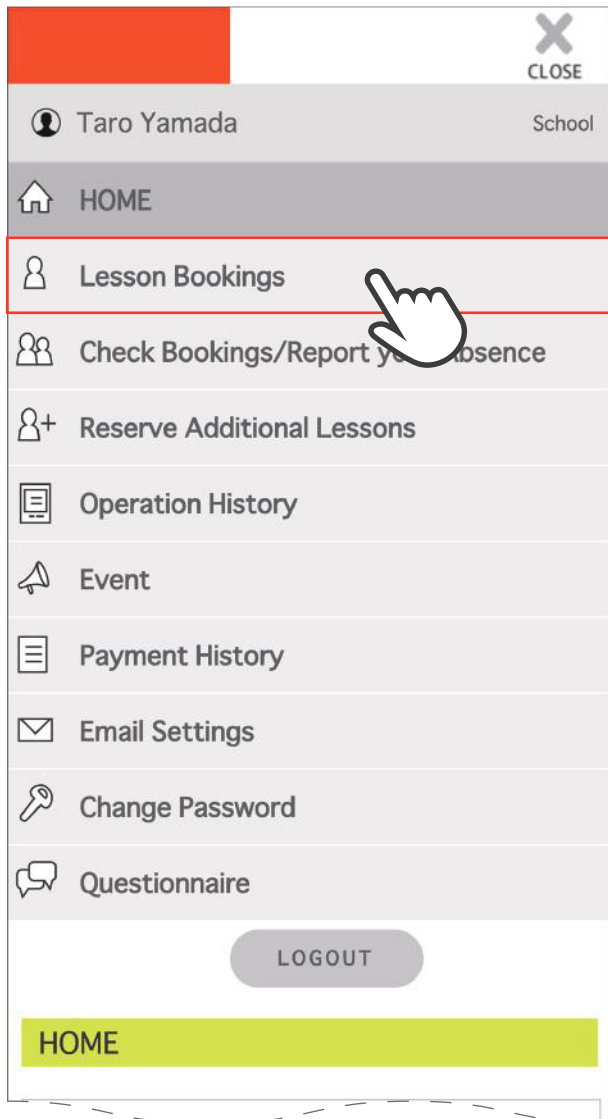 CLOSE
Taro Yamada School
HOME
Lesson Bookings
Check Bookings/Report bsence
Reserve Additional Lessons
Operation History
Event
Payment History
Email Settings
Change Password
Questionnaire
LOGOUT
HOME